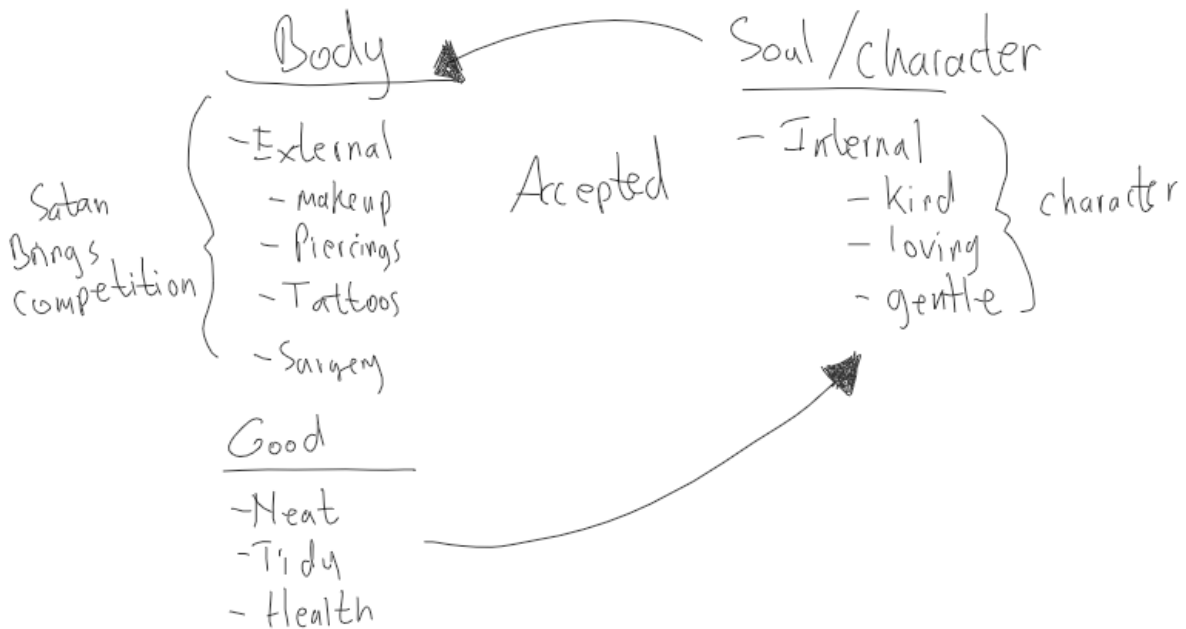 Body
- External
- makeup
- Piercings
- Tattoos
- Surgery
Satan
Brings
Competition
Accepted
Soul/character
- Internal
- Kind
- loving
- gentle
character
Good
- Neat
- Tidy
- Health